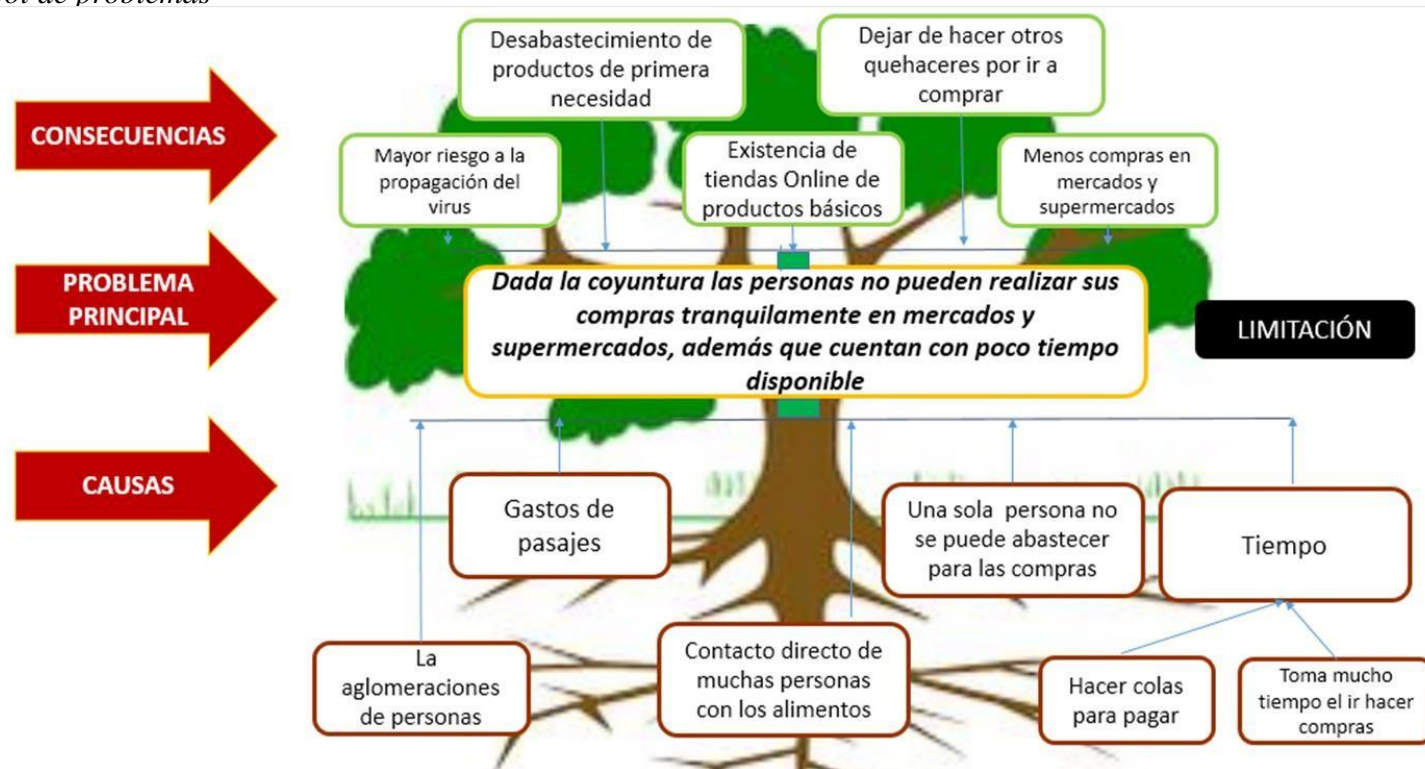 de problemas
CONSECUENCIAS
Desabastecimiento de
productos de primera
necesidad
Dejar de hacer otros
quehaceres por ir a
comprar
Mayor riesgo a la
propagación del
virus
Existencia de
tiendas Online de
productos básicos
Menos compras en
mercados y
supermercados
PROBLEMA
PRINCIPAL
Dada la coyuntura las personas no pueden realizar sus
compras tranquilamente en mercados y
supermercados, además que cuentan con poco tiempo
disponible
LIMITACIÓN
CAUSAS
Gastos de
pasajes
Una sola persona no
se puede abastecer
para las compras
Tiempo
La
aglomeraciones
de personas
Contacto directo de
muchas personas
con los alimentos
Hacer colas
para pagar
Toma mucho
tiempo el ir hacer
compras